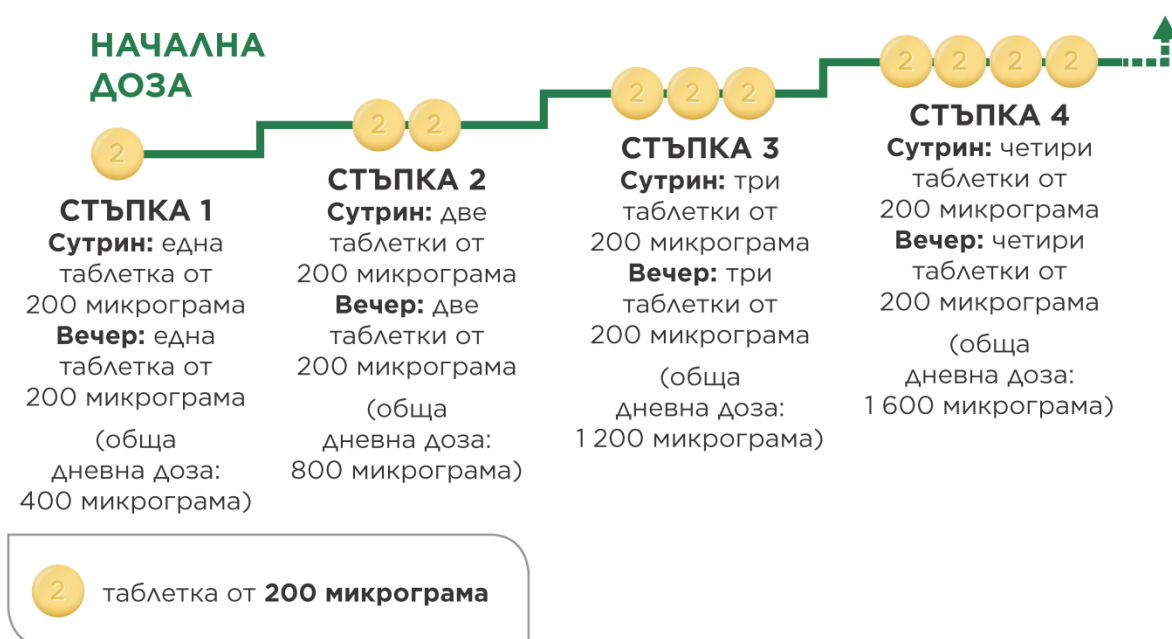 НАЧАЛНА
ДОЗА
2
СТЪПКА 1
Сутрин: една
таблетка от
200 микрограма
Вечер: една
таблетка от
200 микрограма
(обща
дневна доза:
400 микрограма)
2 2
СТЪПКА 2
Сутрин: две
таблетки от
200 микрограма
Вечер: две
таблетки от
200 микрограма
(обща
дневна доза:
800 микрограма)
2 2 2
СТЪПКА 3
Сутрин: три
таблетки от
200 микрограма
Вечер: три
таблетки от
200 микрограма
(обща
дневна доза:
1 200 микрограма)
2 2 2 2
СТЪПКА 4
Сутрин: четири
таблетки от
200 микрограма
Вечер: четири
таблетки от
200 микрограма
(обща
дневна доза:
1 600 микрограма)
2 таблетка от 200 микрограма